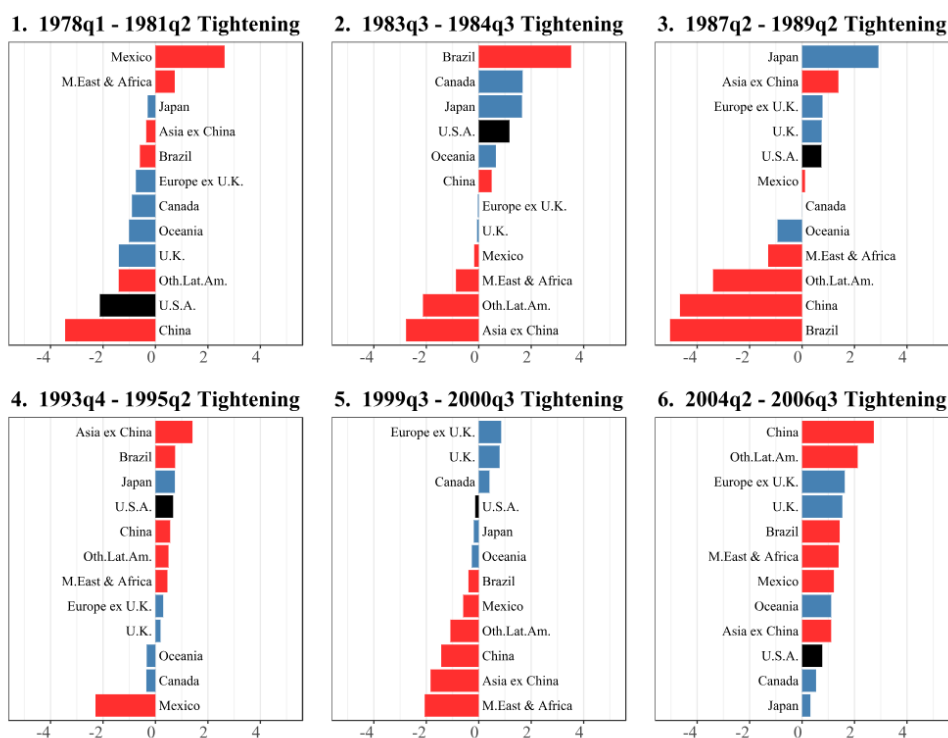 1. 1978q1 - 1981q2 Tightening
Mexico
M.East & Africa
Japan
Asia ex China
Brazil
Europe ex U.K.
Canada
Oceania
U.K.
Oth.Lat.Am.
U.S.A.
China
-4 -2 0 2 4
2. 1983q3 - 1984q3 Tightening
Brazil
Canada
Japan
U.S.A.
Oceania
China
Europe ex U.K.
U.K.
Mexico
M.East & Africa
Oth.Lat.Am.
Asia ex China
-4 -2 0 2 4
3. 1987q2 - 1989q2 Tightening
Japan
Asia ex China
Europe ex U.K.
U.K.
U.S.A.
Mexico
Canada
Oceania
M.East & Africa
Oth.Lat.Am.
China
Brazil
-4 -2 0 2 4
4. 1993q4 - 1995q2 Tightening
Asia ex China
Brazil
Japan
U.S.A.
China
Oth.Lat.Am.
M.East & Africa
Europe ex U.K.
U.K.
Oceania
Canada
Mexico
-4 -2 0 2 4
5. 1999q3 - 2000q3 Tightening
Europe ex U.K.
U.K.
Canada
U.S.A.
Japan
Oceania
Brazil
Mexico
Oth.Lat.Am.
China
Asia ex China
M.East & Africa
-4 -2 0 2 4
6. 2004q2 - 2006q3 Tightening
China
Oth.Lat.Am.
Europe ex U.K.
U.K.
Brazil
M.East & Africa
Mexico
Oceania
Asia ex China
U.S.A.
Canada
Japan
-4 -2 0 2 4